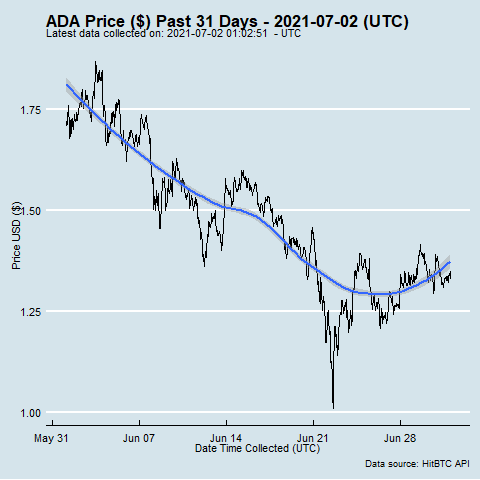 ADA Price ($) Past 31 Days - 2021-07-02 (UTC)
Latest data collected on: 2021-07-02 01:02:51 - UTC
Price USD ($)
1.75
1.50
1.25
1.00
May 31 Jun 07 Jun 14 Jun 21 Jun 28
Date Time Collected (UTC)
Data source: HitBTC API